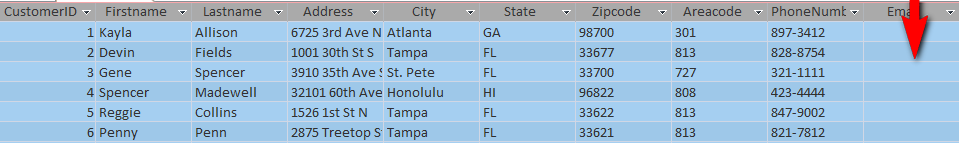 CustomerID Firstname Lastname Address City State Zipcode Areacode PhoneNumb Ema
1 Kayla Allison 6725 3rd Ave N Atlanta GA 98700 301 897-3412
2 Devin Fields 1001 30th St S Tampa FL 33677 813 828-8754
3 Gene Spencer 3910 35th Ave S St. Pete FL 33700 727 321-1111
4 Spencer Madewell 32101 60th Ave Honolulu HI 96822 808 423-4444
5 Reggie Collins 1526 1st St N Tampa FL 33622 813 847-9002
6 Penny Penn 2875 Treetop St Tampa FL 33621 813 821-7812